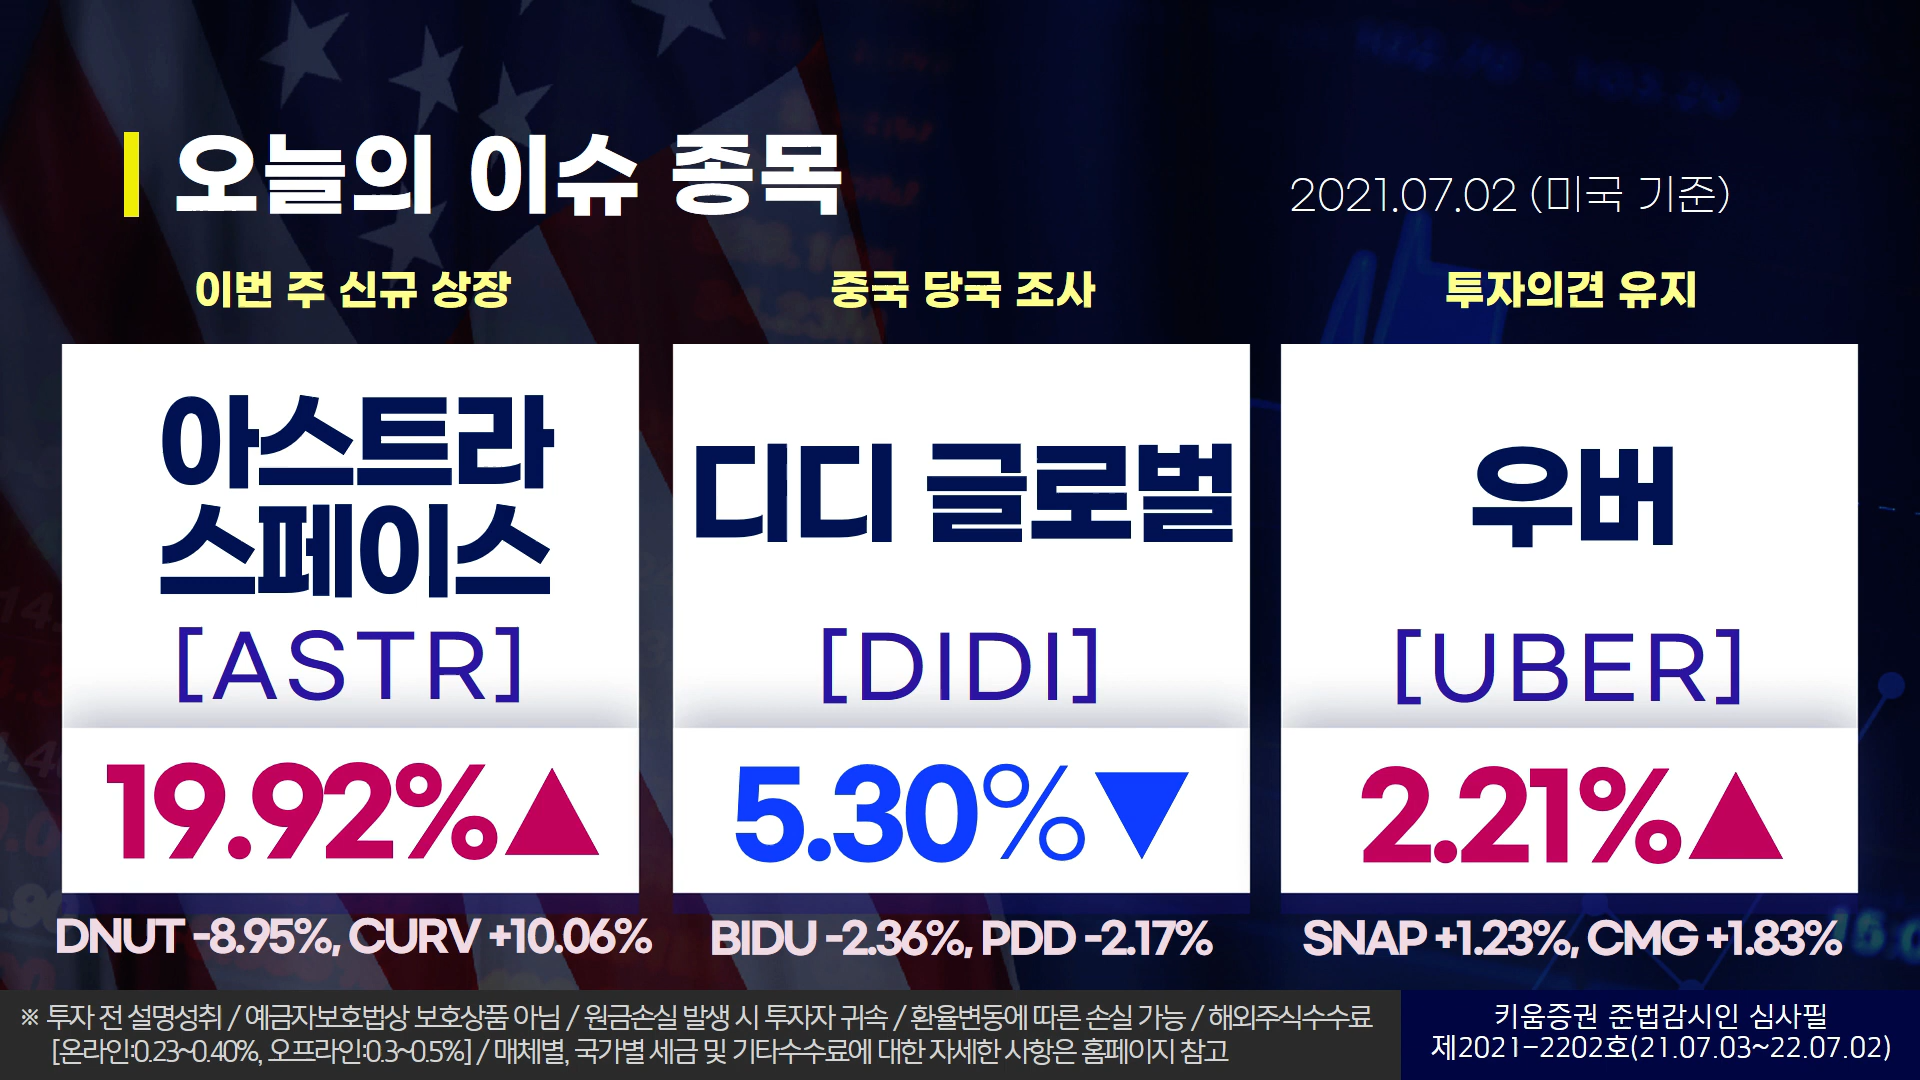 오늘의 이슈 종목
2021.07.02 (미국 기준)
이번 주 신규 상장
아스트라
스페이스
[ASTR]
19.92%▲
DNUT -8.95%, CURV +10.06%
중국 당국 조사
디디 글로벌
[DIDI]
5.30%▼
BIDU -2.36%, PDD -2.17%
투자의견 유지
우버
[UBER]
2.21%▲
SNAP +1.23%, CMG +1.83%
※ 투자 전 설명성취 / 예금자보호법상 보호상품 아님 / 원금손실 발생 시 투자자 귀속 / 환율변동에 따른 손실 가능 / 해외주식수수료
[온라인:0.23~0.40%, 오프라인:0.3~0.5%] / 매체별, 국가별 세금 및 기타수수료에 대한 자세한 사항은 홈페이지 참고
키움증권 준법감시인 심사필
제2021-2202호(21.07.03~22.07.02)